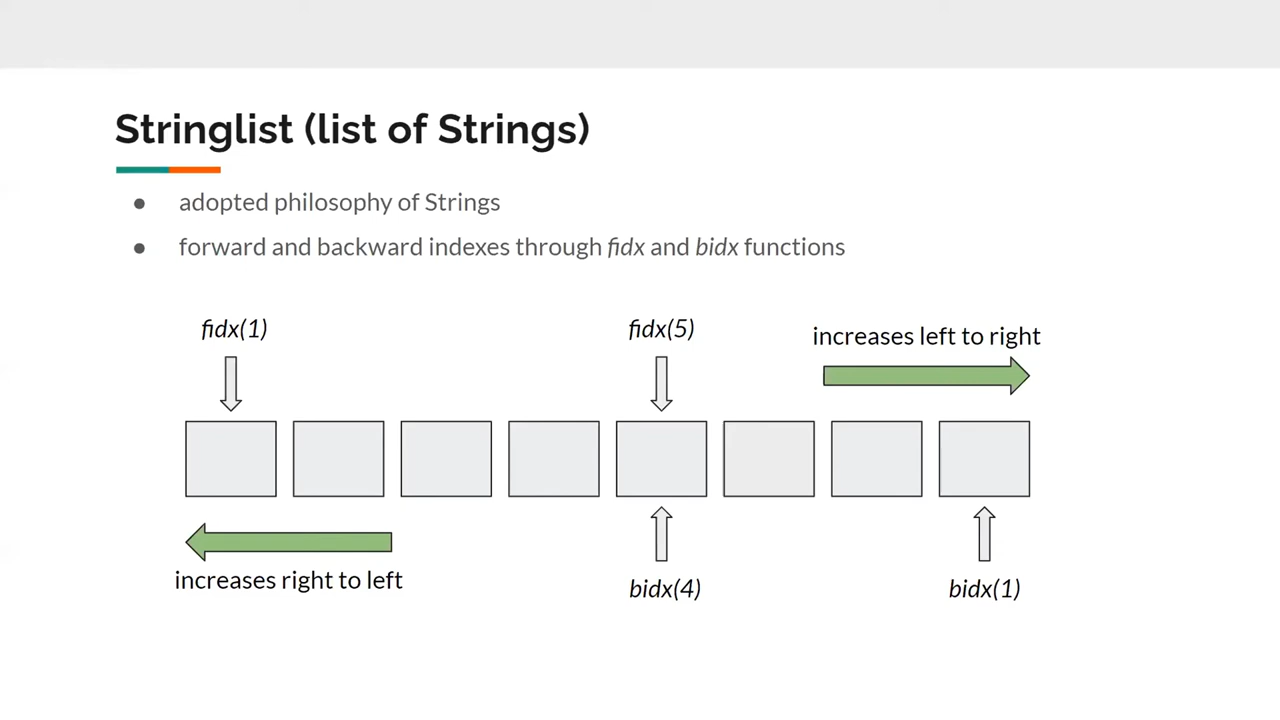 Stringlist (list of Strings)
● adopted philosophy of Strings
● forward and backward indexes through fidx and bidx functions
fidx(1)
fidx(5)
increases left to right
increases right to left
bidx(4)
bidx(1)